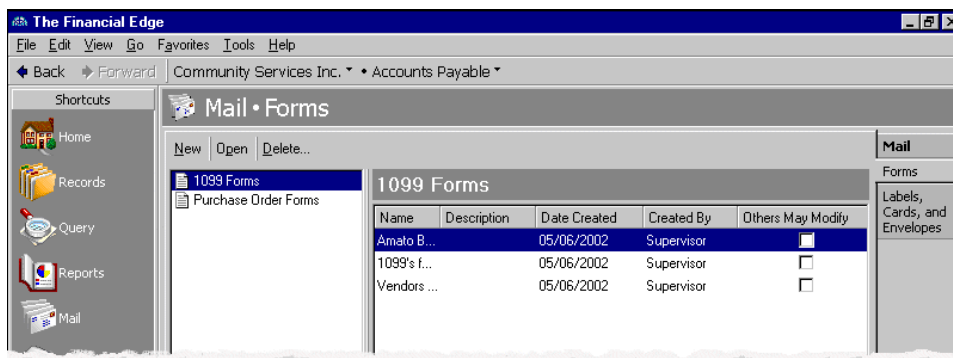 The Financial Edge
File Edit View Go Favorites Tools Help
Back Forward Community Services Inc. • Accounts Payable
Shortcuts
Home
Records
Query
Reports
Mail
Mail • Forms
New Open Delete...
1099 Forms
Purchase Order Forms
1099 Forms
Name Description Date Created Created By Others May Modify
Amato B... 05/06/2002 Supervisor
1099's f... 05/06/2002 Supervisor
Vendors ... 05/06/2002 Supervisor
Mail
Forms
Labels,
Cards, and
Envelopes